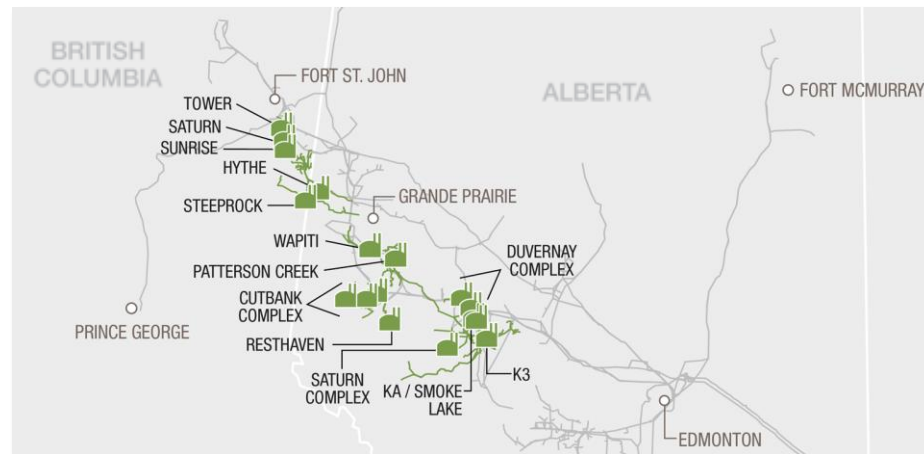 BRITISH
COLUMBIA
FORT ST. JOHN
ALBERTA
FORT MCMURRAY
TOWER
SATURN
SUNRISE
HYTHE
STEEPROCK
GRANDE PRAIRIE
WAPITI
DUVERNAY
COMPLEX
PATTERSON CREEK
CUTBANK
COMPLEX
PRINCE GEORGE
RESTHAVEN
SATURN
COMPLEX
KA / SMOKE
LAKE
K3
EDMONTON